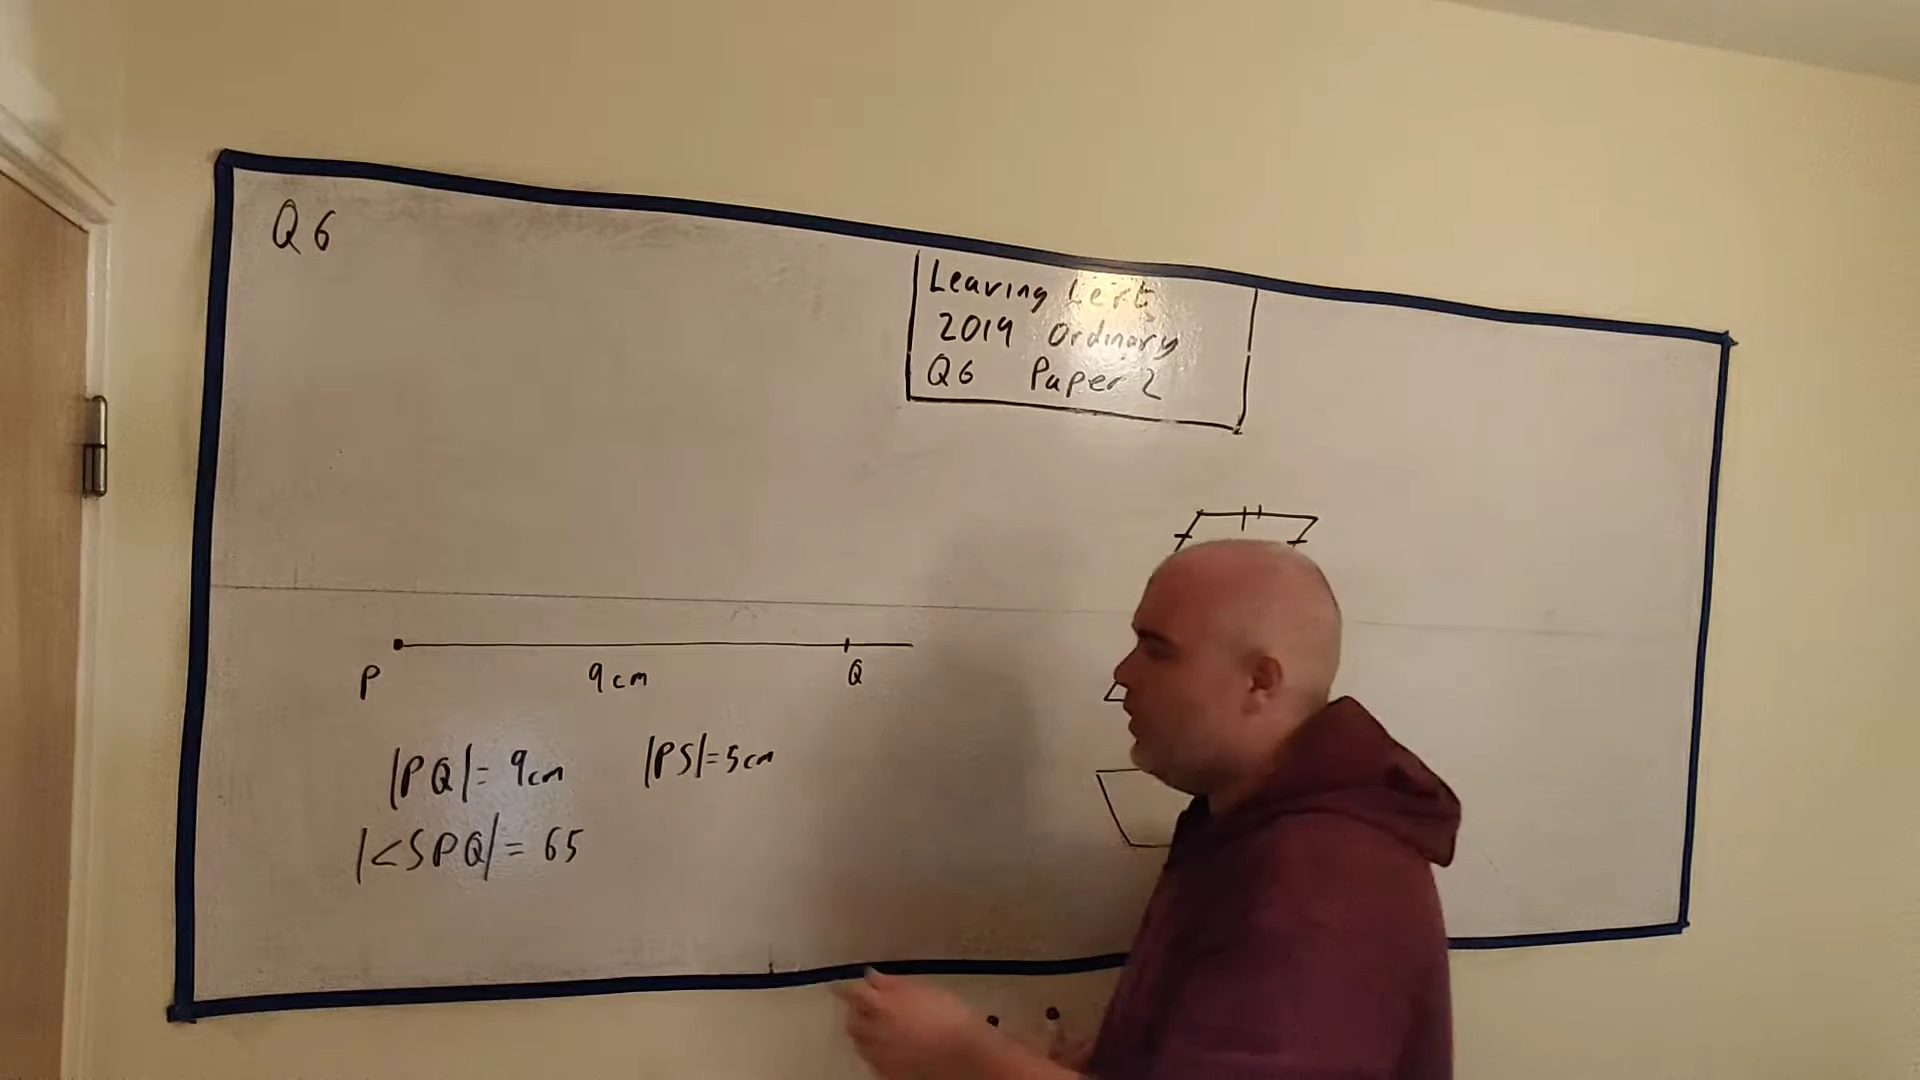 Q6
Leaving Cert
2019 Ordinary
Q6 Paper 2
P 9cm Q
|PQ|= 9cm |PS|=5cm
|<SPQ|= 65